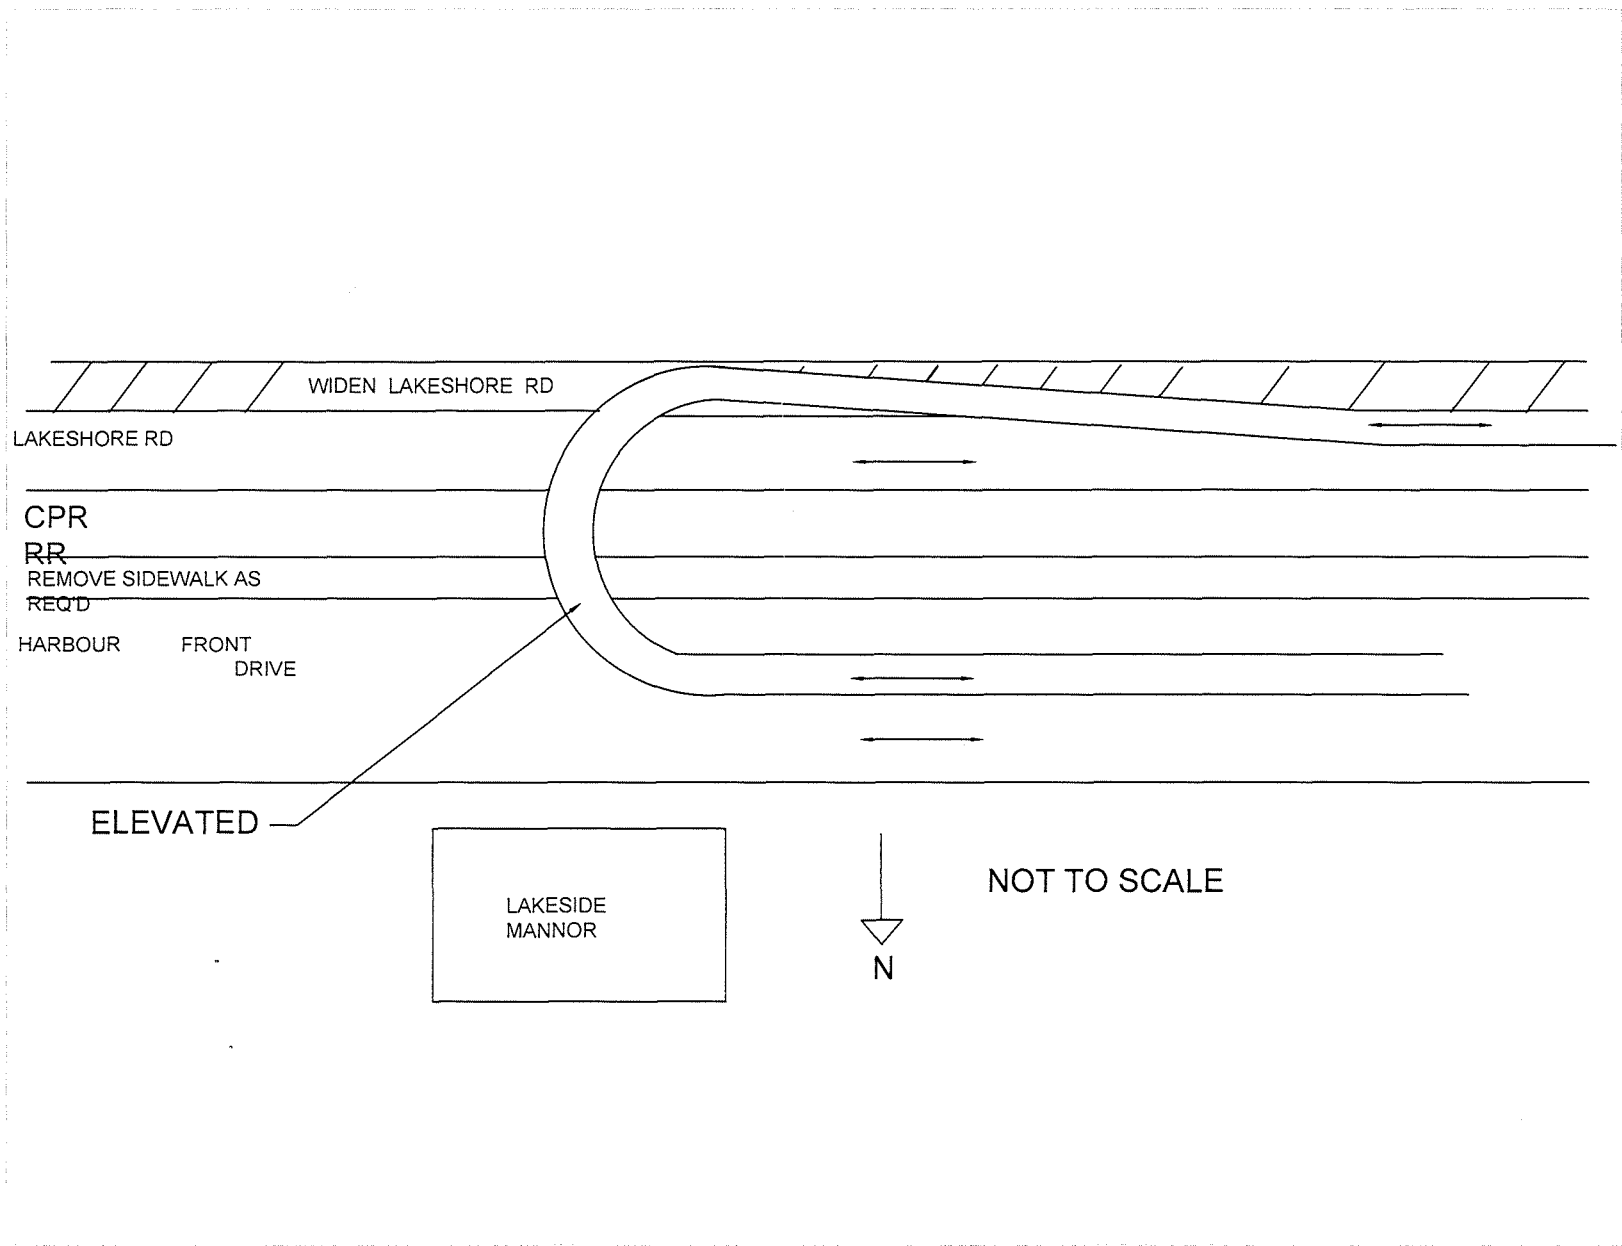 WIDEN LAKESHORE RD
LAKESHORE RD
CPR
RR
REMOVE SIDEWALK AS
REQ'D
HARBOUR FRONT
DRIVE
ELEVATED
LAKESIDE
MANNOR
NOT TO SCALE
N